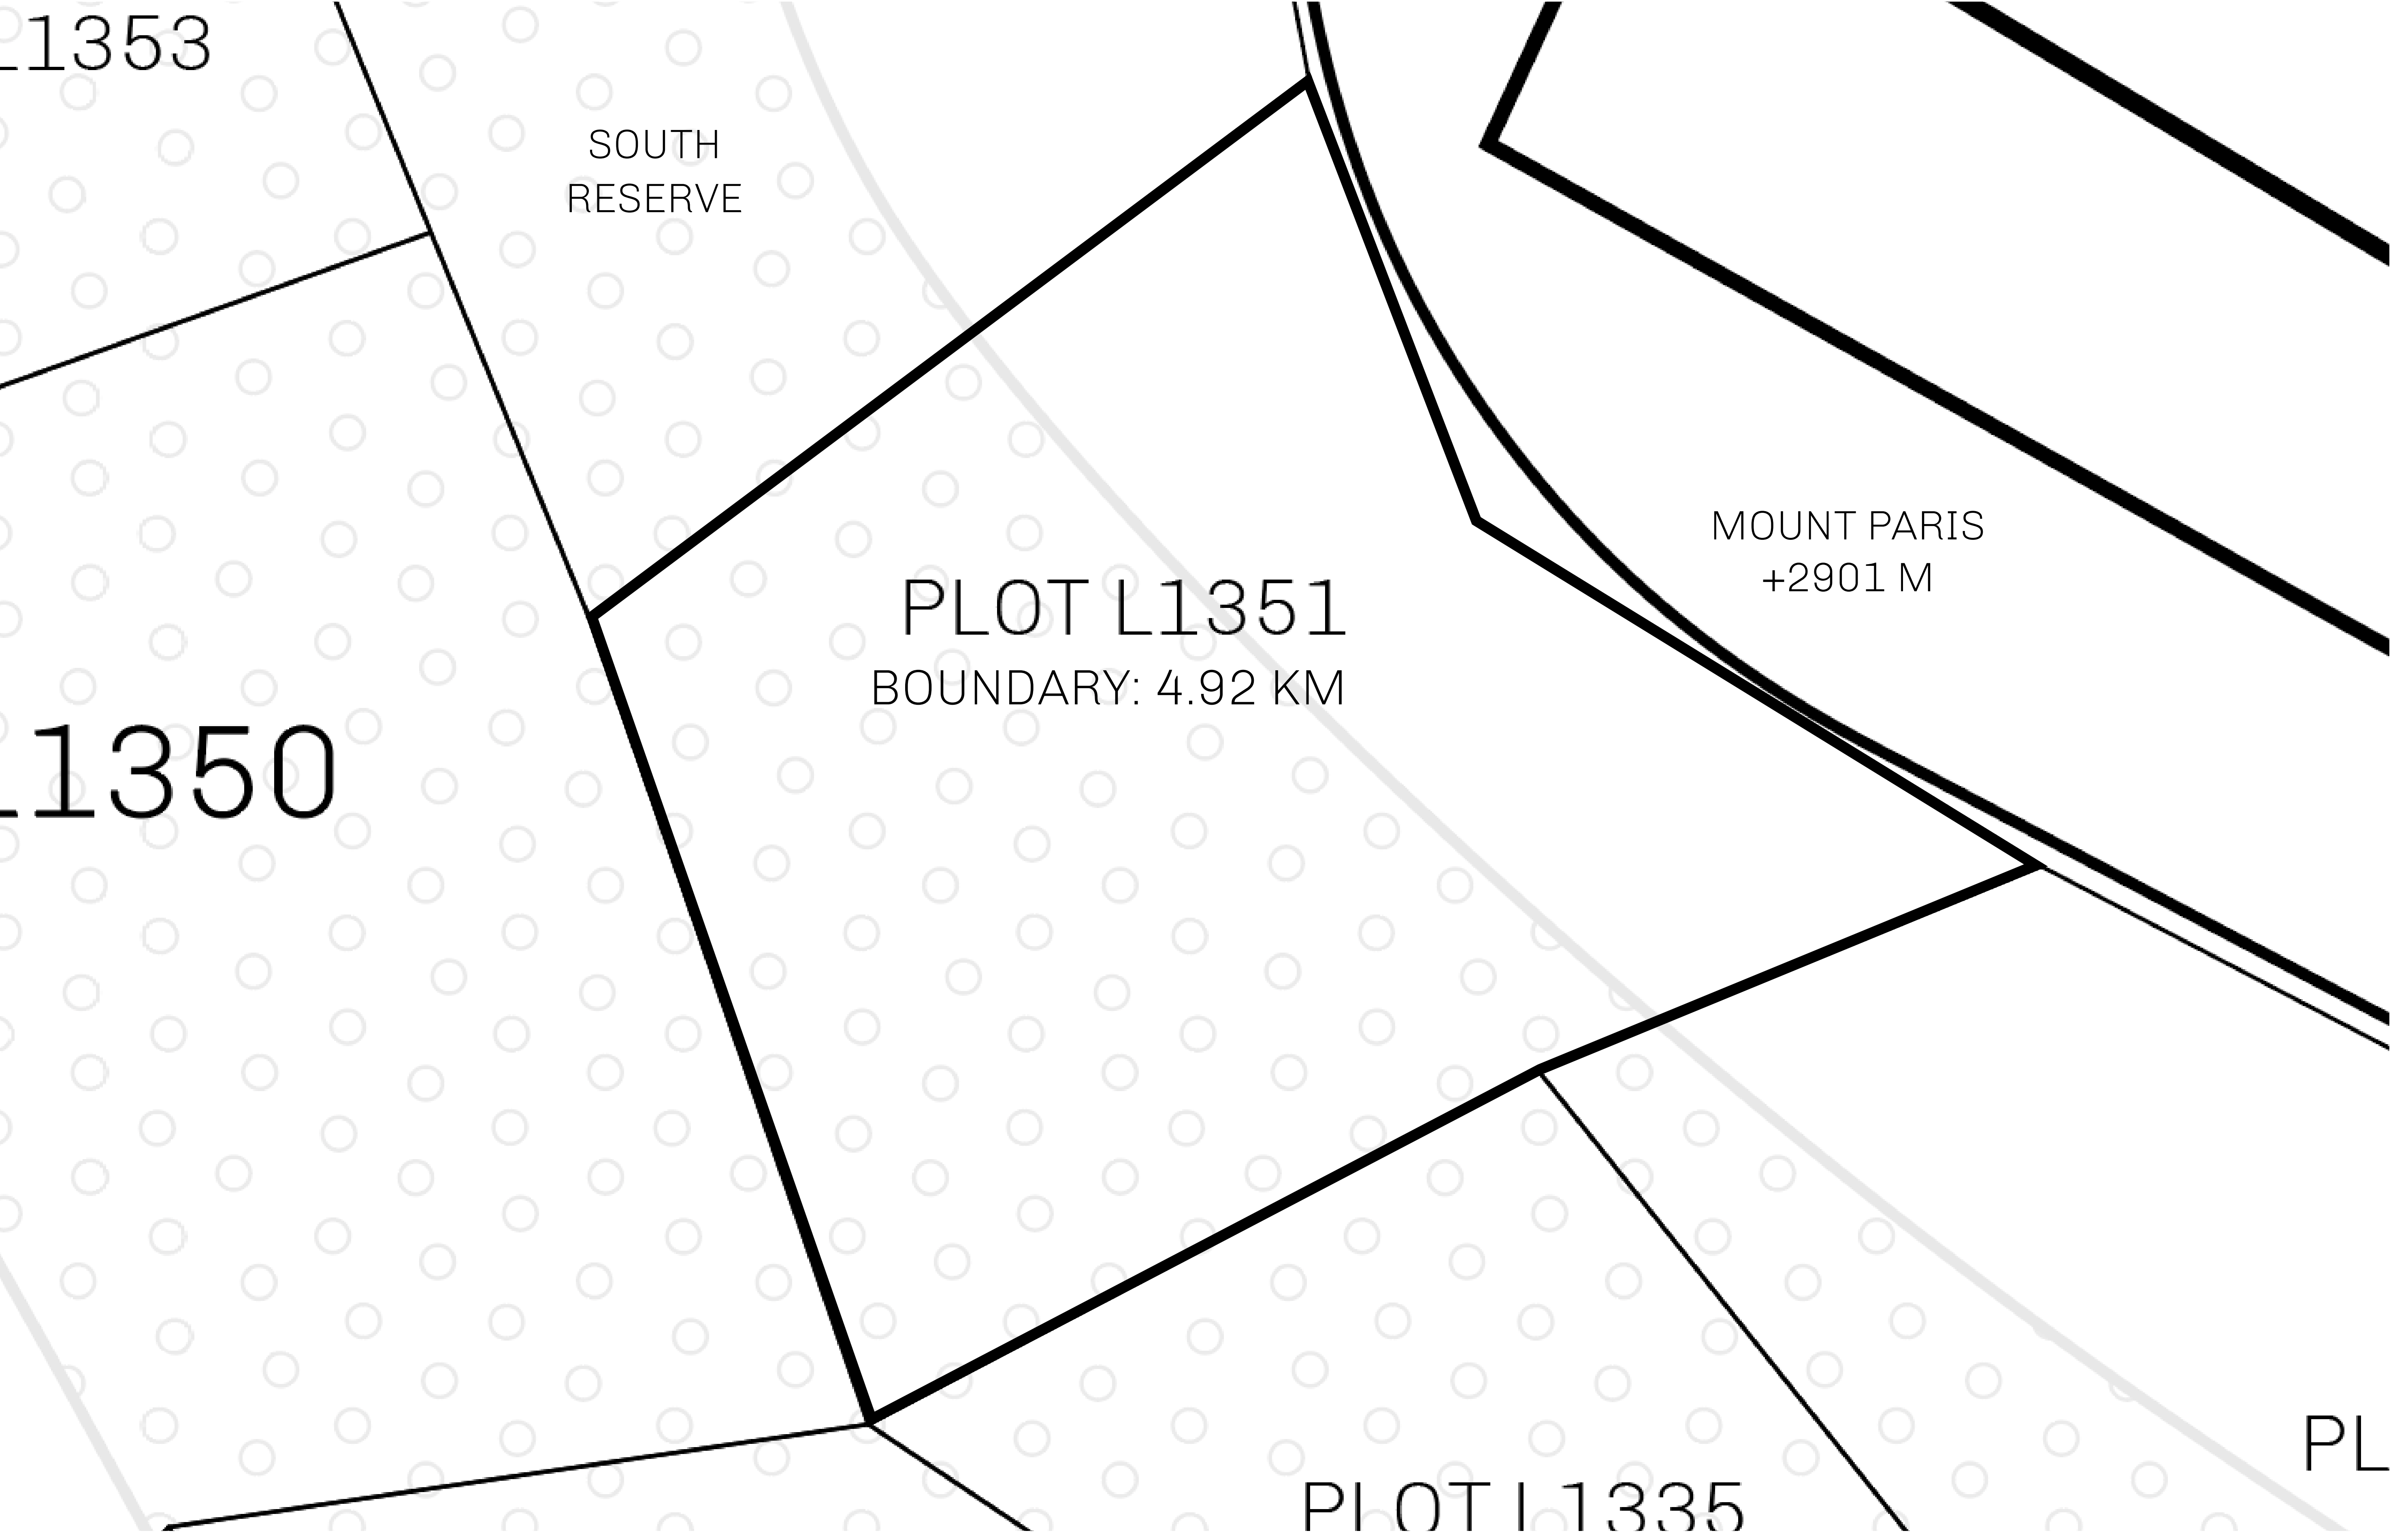 L1353
SOUTH
RESERVE
MOUNT PARIS
+2901 M
PLOT L1351
BOUNDARY: 4.92 KM
L1350
PL
PLOT L1335